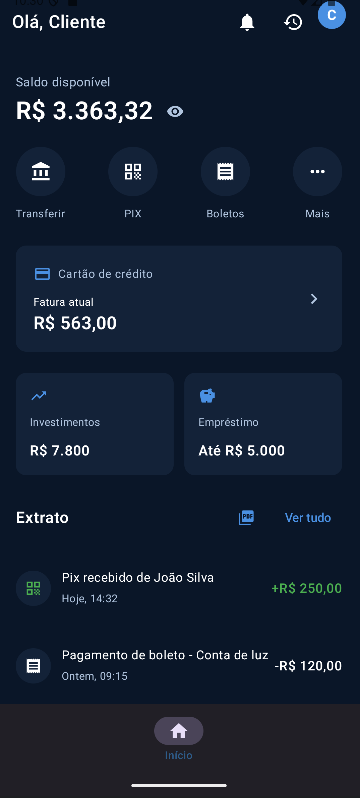 Olá, Cliente
C
Saldo disponível
R$ 3.363,32
Transferir
PIX
Boletos
Mais
Cartão de crédito
Fatura atual
R$ 563,00
Investimentos
R$ 7.800
Empréstimo
Até R$ 5.000
Extrato
PDF
Ver tudo
Pix recebido de João Silva
Hoje, 14:32
+R$ 250,00
Pagamento de boleto - Conta de luz
Ontem, 09:15
-R$ 120,00
Início